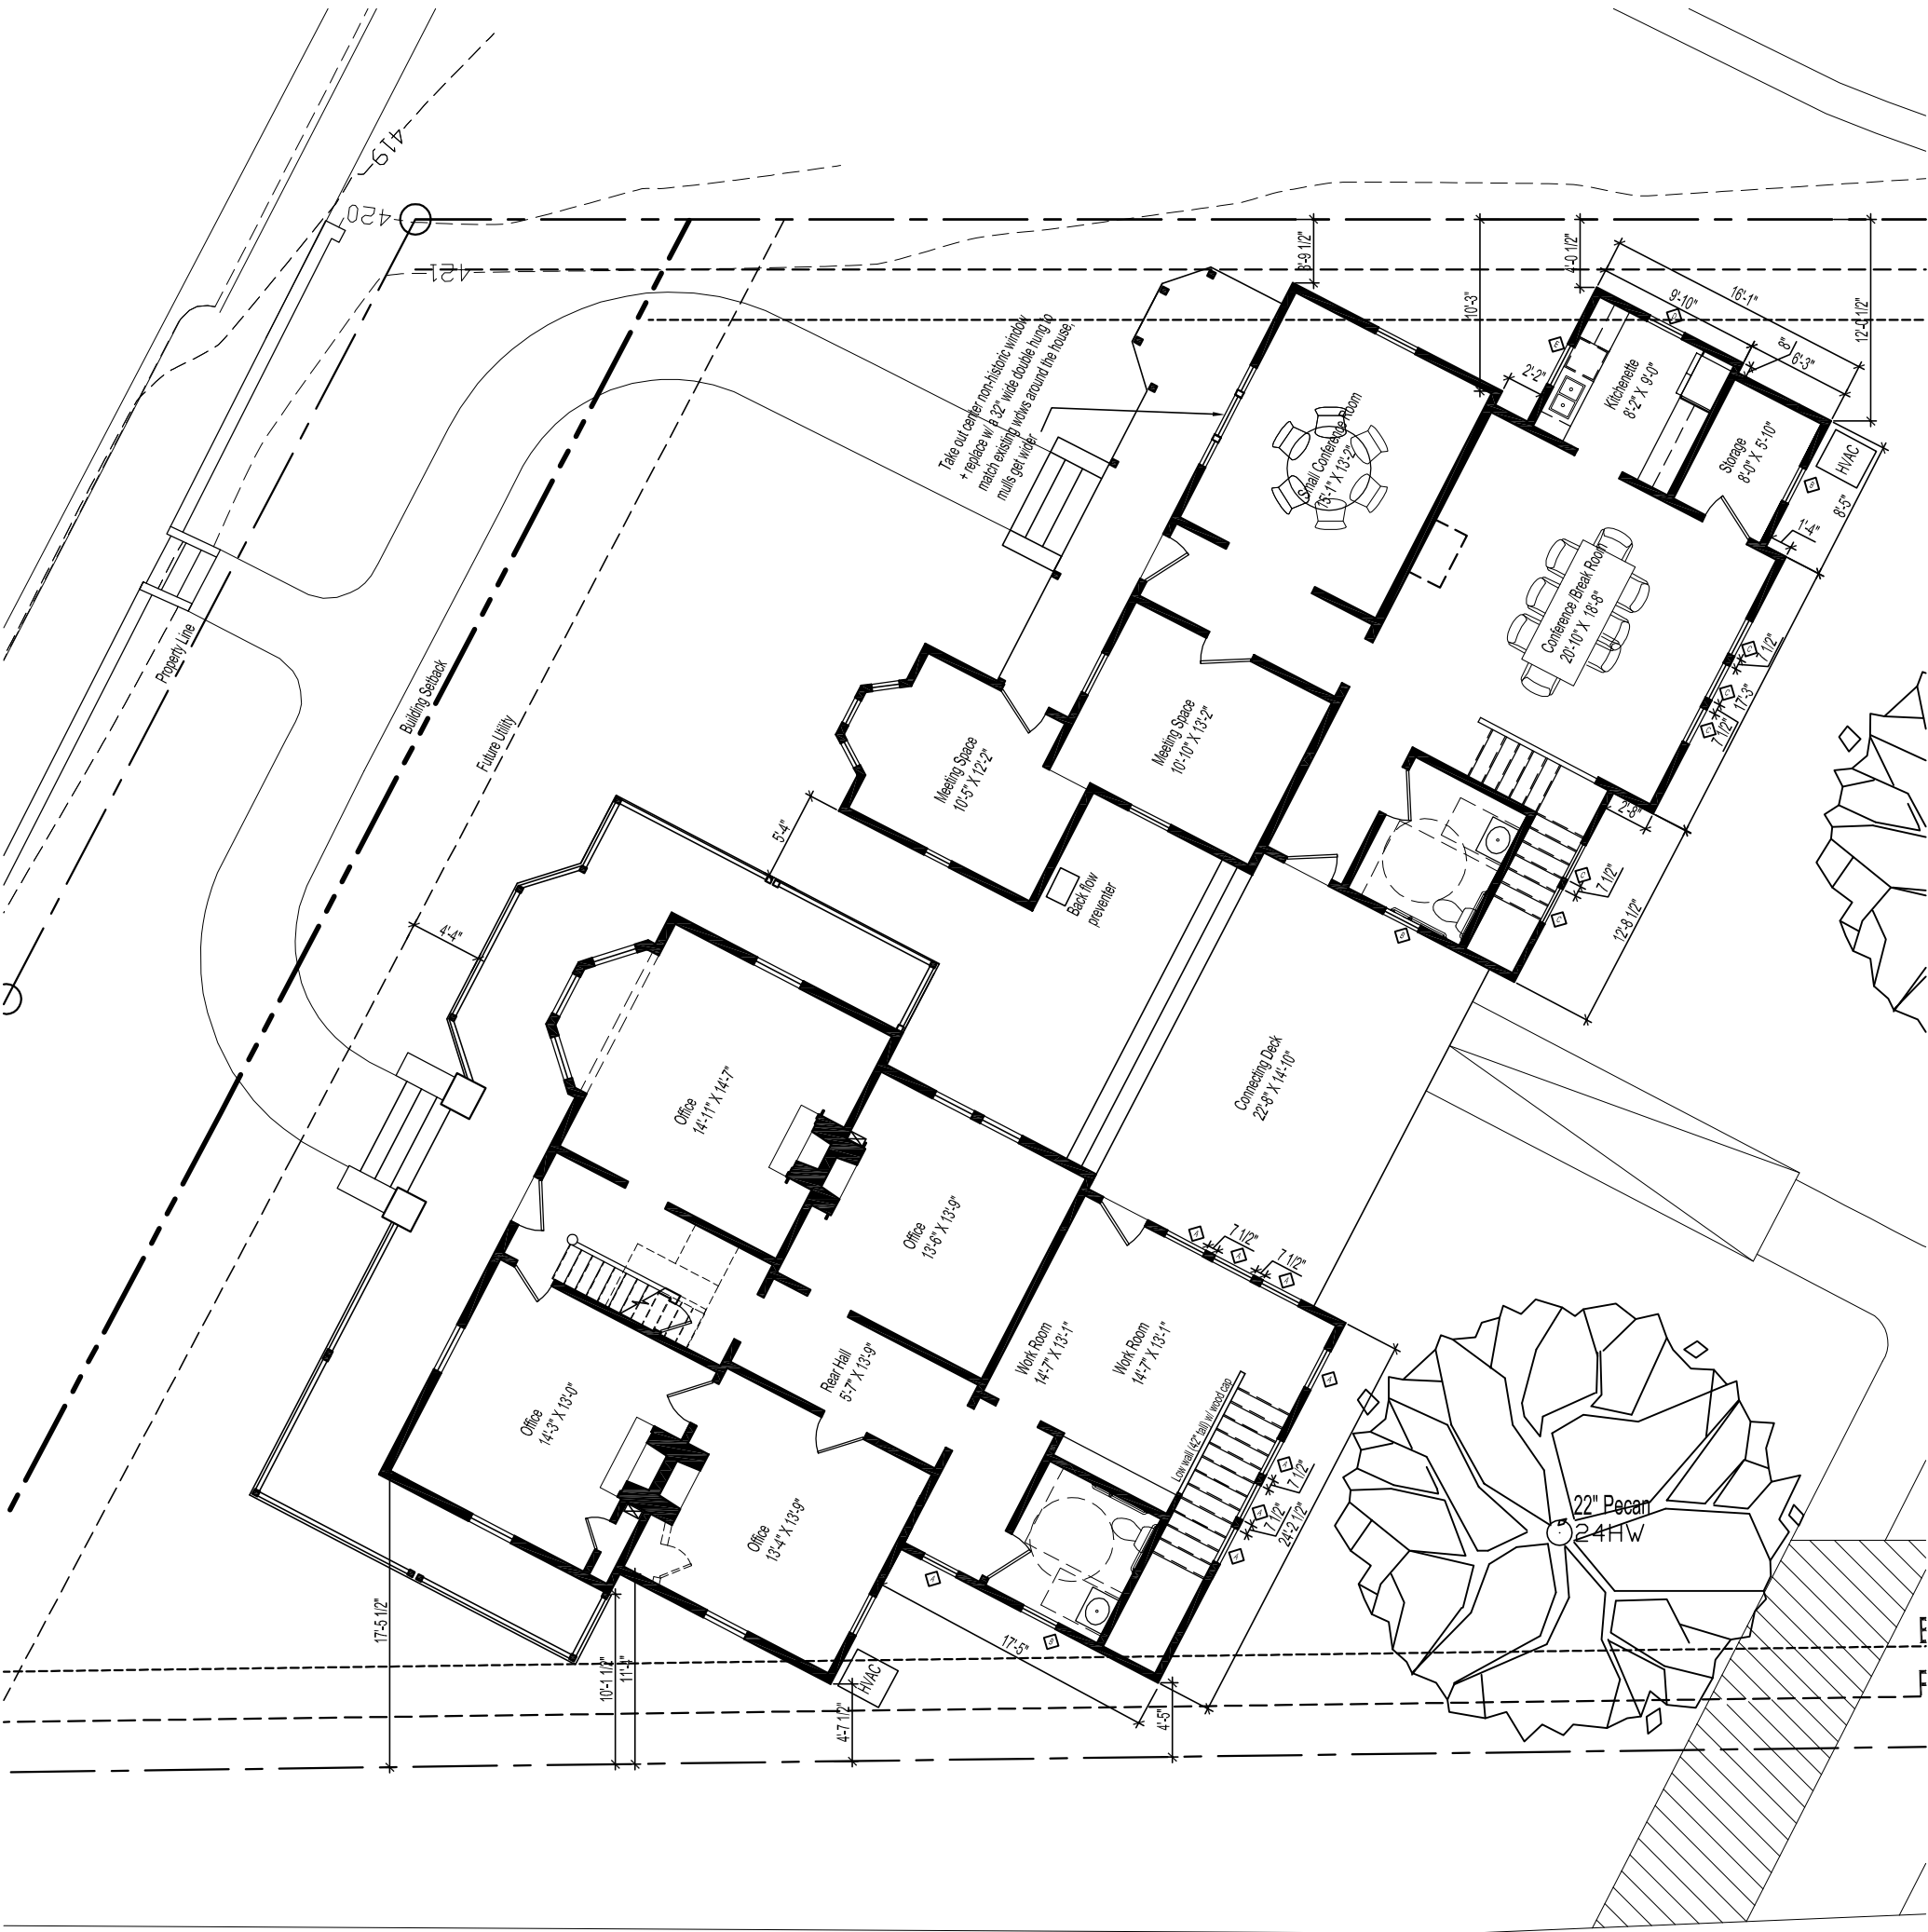 419
420
421
Property Line
Building Setback
Future Utility
Take out center non-historic window
+ replace w/ a 32" wide double hung to
match existing wdws around the house,
mulls get wider
10'-3"
4'-0 1/2"
12'-0 1/2"
16'-1"
9'-10"
8"
6'-3"
2'-2"
Kitchenette
8'-2" X 9'-0"
Storage
8'-0" X 5'-10"
HVAC
8'-5"
1'-4"
Small Conference Room
15'-1" X 13'-2"
Conference /Break Room
20'-10" X 18'-8"
7 1/2"
17'-3"
7 1/2"
2'-8"
7 1/2"
12'-8 1/2"
Meeting Space
10'-10" X 13'-2"
Meeting Space
10'-5" X 12'-2"
5'-4"
Back flow
preventer
4'-4"
Connecting Deck
22'-8" X 14'-10"
Office
14'-11" X 14'-7"
Office
13'-6" X 13'-9"
7 1/2"
7 1/2"
Rear Hall
5'-7" X 13'-9"
Work Room
14'-7" X 13'-1"
Work Room
14'-7" X 13'-1"
Low wall (42" tall) w/ wood cap
Office
14'-3" X 13'-0"
Office
13'-4" X 13'-9"
7 1/2"
7 1/2"
24'-2 1/2"
22" Pecan
24HW
17'-5 1/2"
10'-1 1/2"
11'-4"
HVAC
4'-7 1/2"
17'-5"
4'-5"